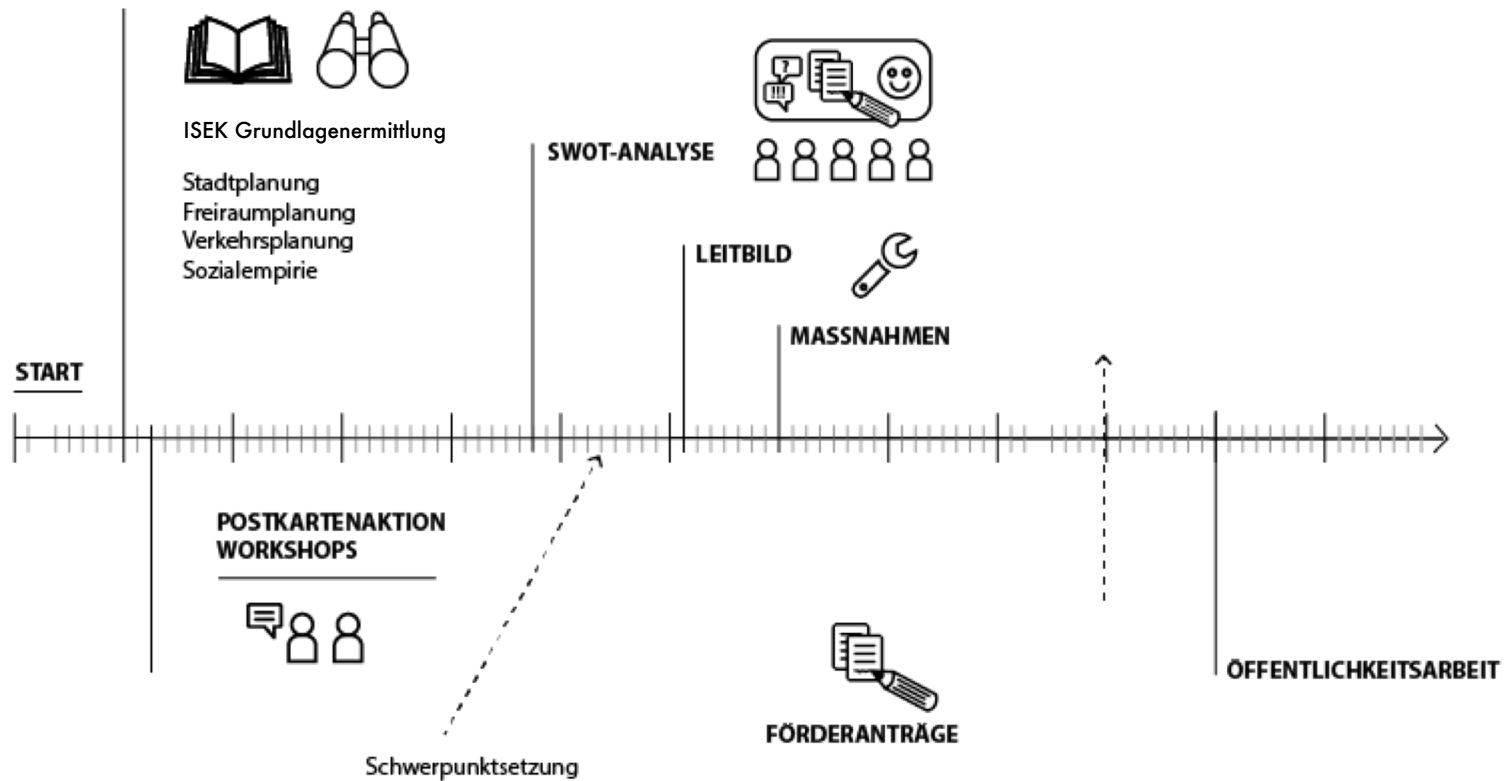 ISEK Grundlagenermittlung
Stadtplanung
Freiraumplanung
Verkehrsplanung
Sozialempirie
?
!!!
SWOT-ANALYSE
LEITBILD
MASSNAHMEN
START
POSTKARTENAKTION
WORKSHOPS
Schwerpunktsetzung
FÖRDERANTRÄGE
ÖFFENTLICHKEITSARBEIT